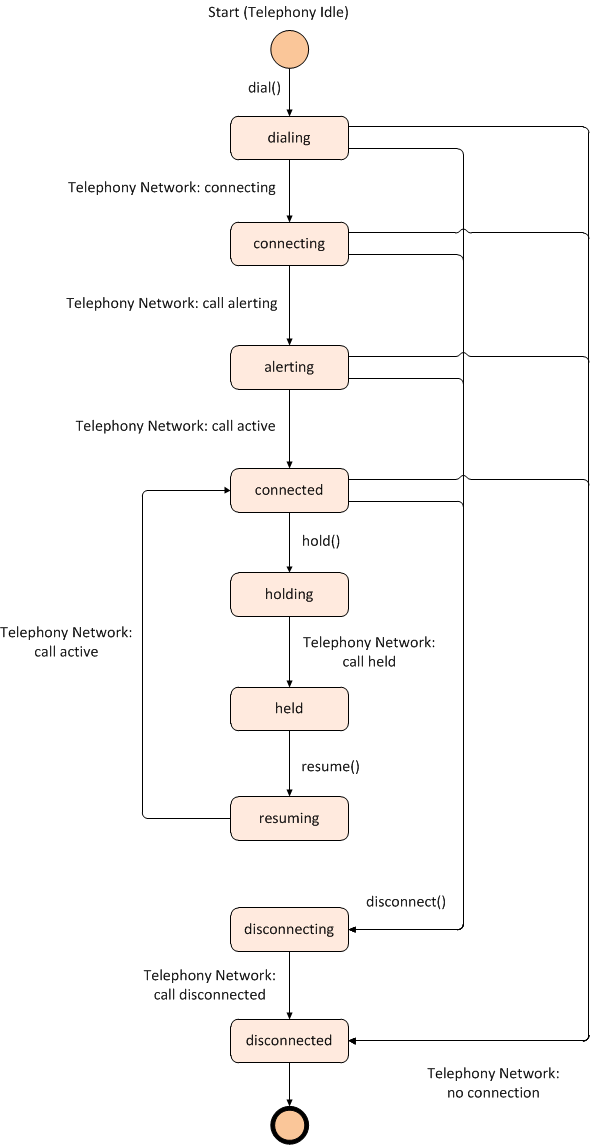 Start (Telephony Idle)
dial()
dialing
Telephony Network: connecting
connecting
Telephony Network: call alerting
alerting
Telephony Network: call active
connected
hold()
holding
Telephony Network:
call active
Telephony Network:
call held
held
resume()
resuming
disconnect()
disconnecting
Telephony Network:
call disconnected
disconnected
Telephony Network:
no connection